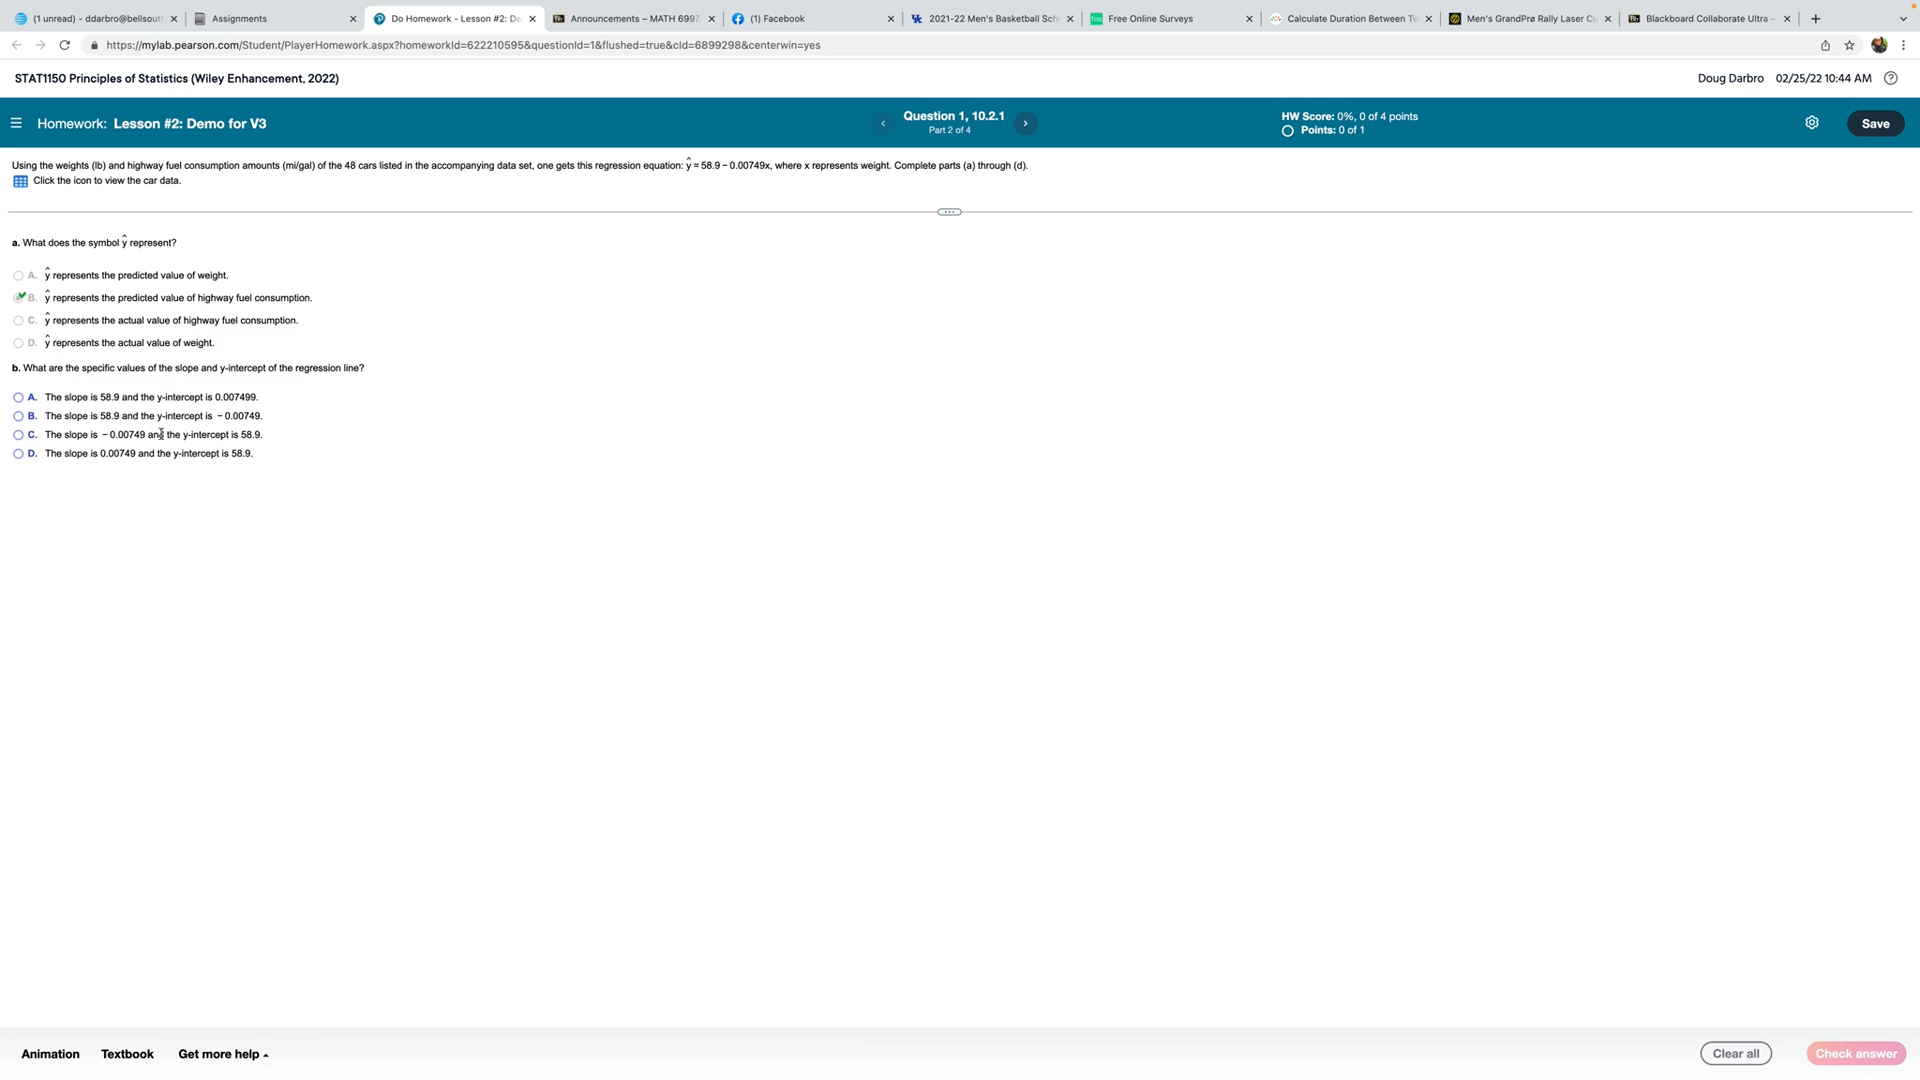 (1 unread) - ddarbro@bellsout
Assignments
Do Homework - Lesson #2: De
Announcements – MATH 6997
(1) Facebook
2021-22 Men's Basketball Sch
Free Online Surveys
Calculate Duration Between Tw
Men's GrandPrø Rally Laser Cu
Blackboard Collaborate Ultra –
https://mylab.pearson.com/Student/PlayerHomework.aspx?homeworkId=622210595&questionId=1&flushed=true&cId=6899298&centerwin=yes
STAT1150 Principles of Statistics (Wiley Enhancement, 2022)
Doug Darbro 02/25/22 10:44 AM
Homework: Lesson #2: Demo for V3
Question 1, 10.2.1
Part 2 of 4
HW Score: 0%, 0 of 4 points
Points: 0 of 1
Save
Using the weights (lb) and highway fuel consumption amounts (mi/gal) of the 48 cars listed in the accompanying data set, one gets this regression equation: ŷ = 58.9 − 0.00749x, where x represents weight. Complete parts (a) through (d).
Click the icon to view the car data.
a. What does the symbol ŷ represent?
A. ŷ represents the predicted value of weight.
B. ŷ represents the predicted value of highway fuel consumption.
C. ŷ represents the actual value of highway fuel consumption.
D. ŷ represents the actual value of weight.
b. What are the specific values of the slope and y-intercept of the regression line?
A. The slope is 58.9 and the y-intercept is 0.007499.
B. The slope is 58.9 and the y-intercept is − 0.00749.
C. The slope is − 0.00749 and the y-intercept is 58.9.
D. The slope is 0.00749 and the y-intercept is 58.9.
Animation
Textbook
Get more help
Clear all
Check answer